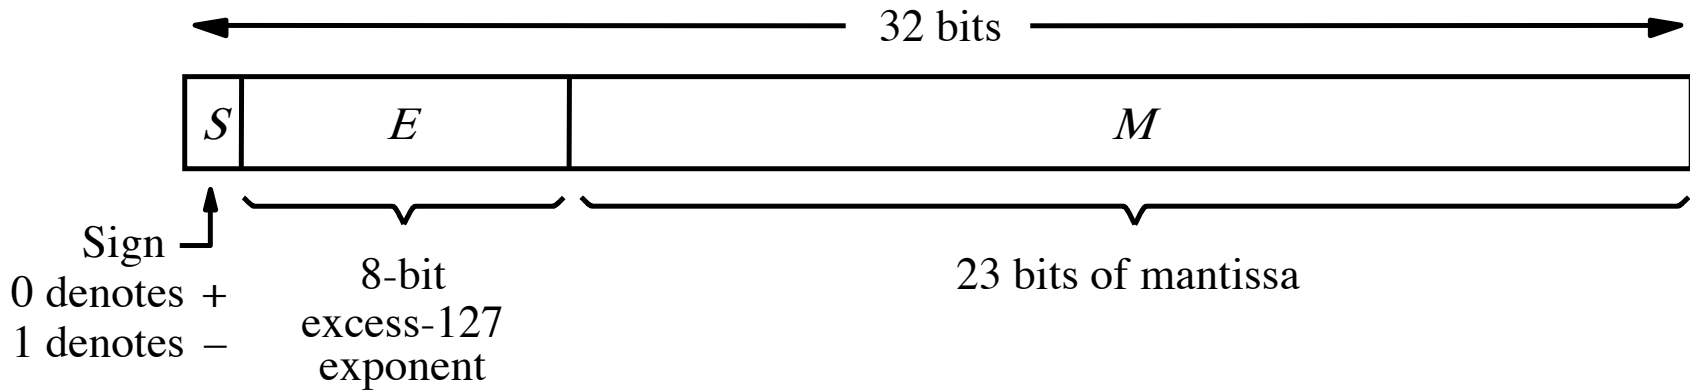 32 bits
S E M
Sign
0 denotes +
1 denotes –
8-bit
excess-127
exponent
23 bits of mantissa